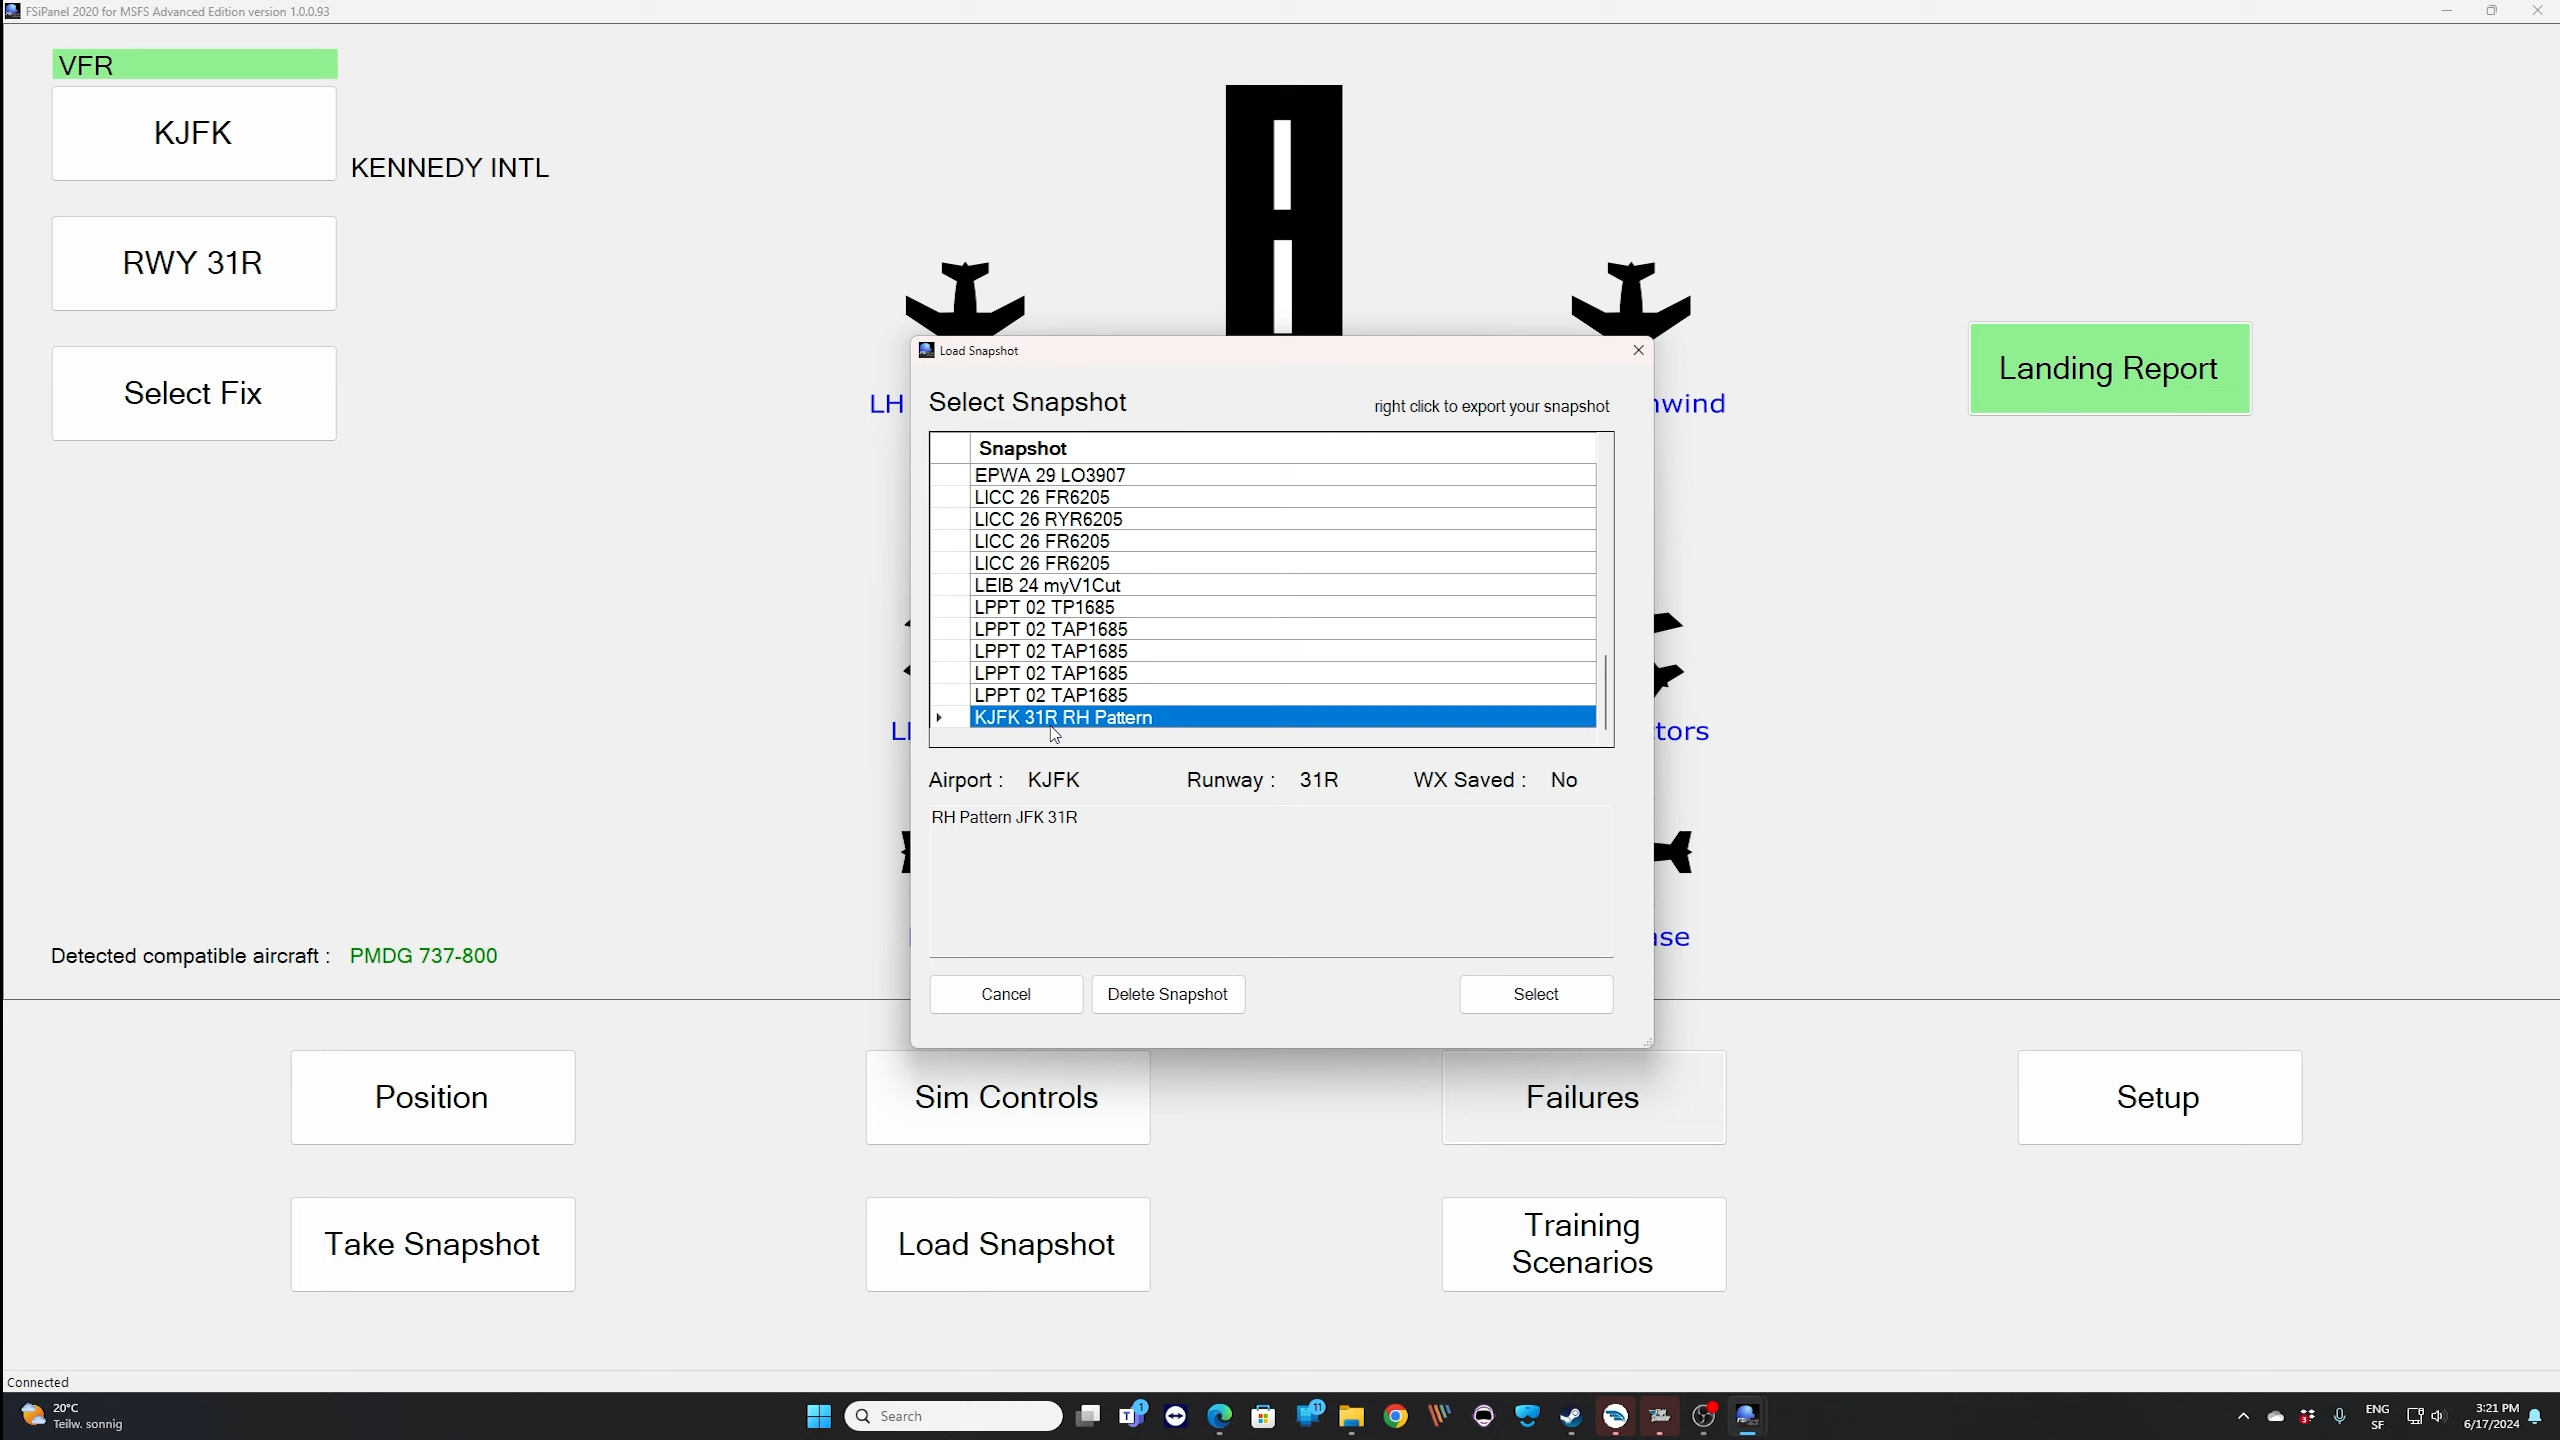 FSiPanel 2020 for MSFS Advanced Edition version 1.0.0.93
VFR
KJFK
KENNEDY INTL
RWY 31R
Select Fix
LH
nwind
Landing Report
Load Snapshot
Select Snapshot
right click to export your snapshot
Snapshot
EPWA 29 LO3907
LICC 26 FR6205
LICC 26 RYR6205
LICC 26 FR6205
LICC 26 FR6205
LEIB 24 myV1Cut
LPPT 02 TP1685
LPPT 02 TAP1685
LPPT 02 TAP1685
LPPT 02 TAP1685
LPPT 02 TAP1685
KJFK 31R RH Pattern
tors
Airport : KJFK Runway : 31R WX Saved : No
RH Pattern JFK 31R
ase
Detected compatible aircraft : PMDG 737-800
Cancel
Delete Snapshot
Select
Position
Sim Controls
Failures
Setup
Take Snapshot
Load Snapshot
Training
Scenarios
Connected
20°C
Teilw. sonnig
Search
1
11
3
ENG
SF
3:21 PM
6/17/2024